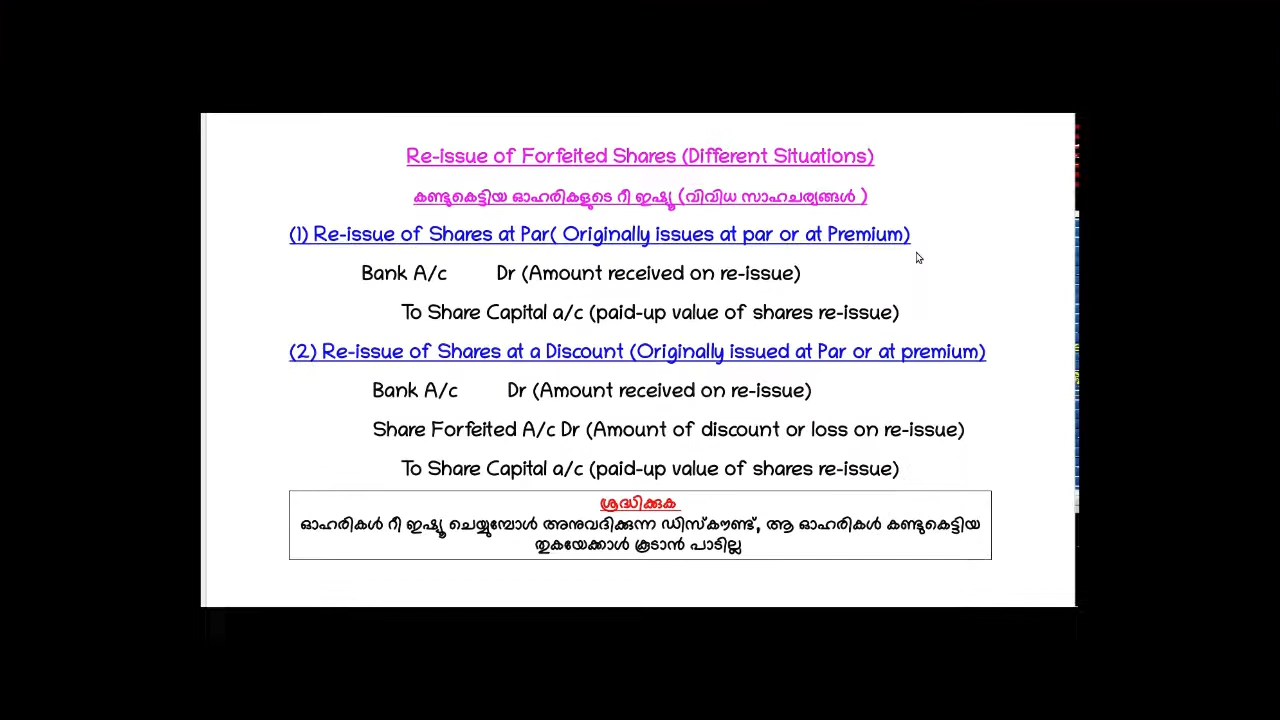 Re-issue of Forfeited Shares (Different Situations)
കണ്ടുകെട്ടിയ ഓഹരികളുടെ റീ ഇഷ്യൂ (വിവിധ സാഹചര്യങ്ങൾ )
(1) Re-issue of Shares at Par( Originally issues at par or at Premium)
Bank A/c Dr (Amount received on re-issue)
To Share Capital a/c (paid-up value of shares re-issue)
(2) Re-issue of Shares at a Discount (Originally issued at Par or at premium)
Bank A/c Dr (Amount received on re-issue)
Share Forfeited A/c Dr (Amount of discount or loss on re-issue)
To Share Capital a/c (paid-up value of shares re-issue)
ശ്രദ്ധിക്കുക
ഓഹരികൾ റീ ഇഷ്യൂ ചെയ്യുമ്പോൾ അനുവദിക്കുന്ന ഡിസ്കൗണ്ട്, ആ ഓഹരികൾ കണ്ടുകെട്ടിയ
തുകയേക്കാൾ കൂടാൻ പാടില്ല